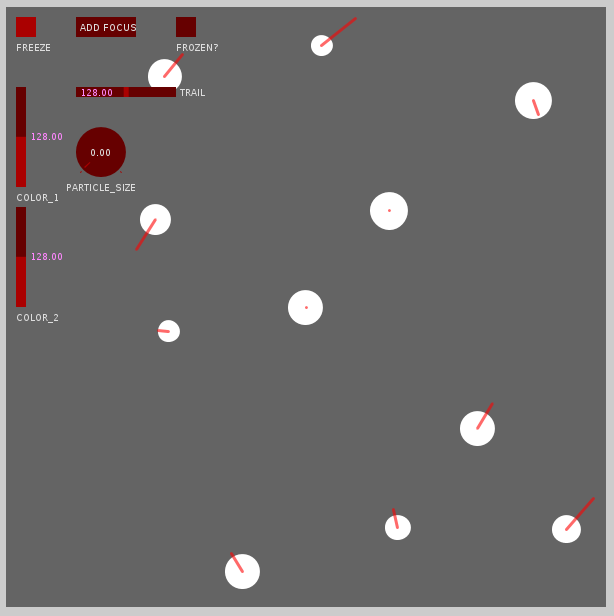 ADD FOCUS
FREEZE
FROZEN?
128.00
TRAIL
128.00
0.00
PARTICLE_SIZE
COLOR_1
128.00
COLOR_2